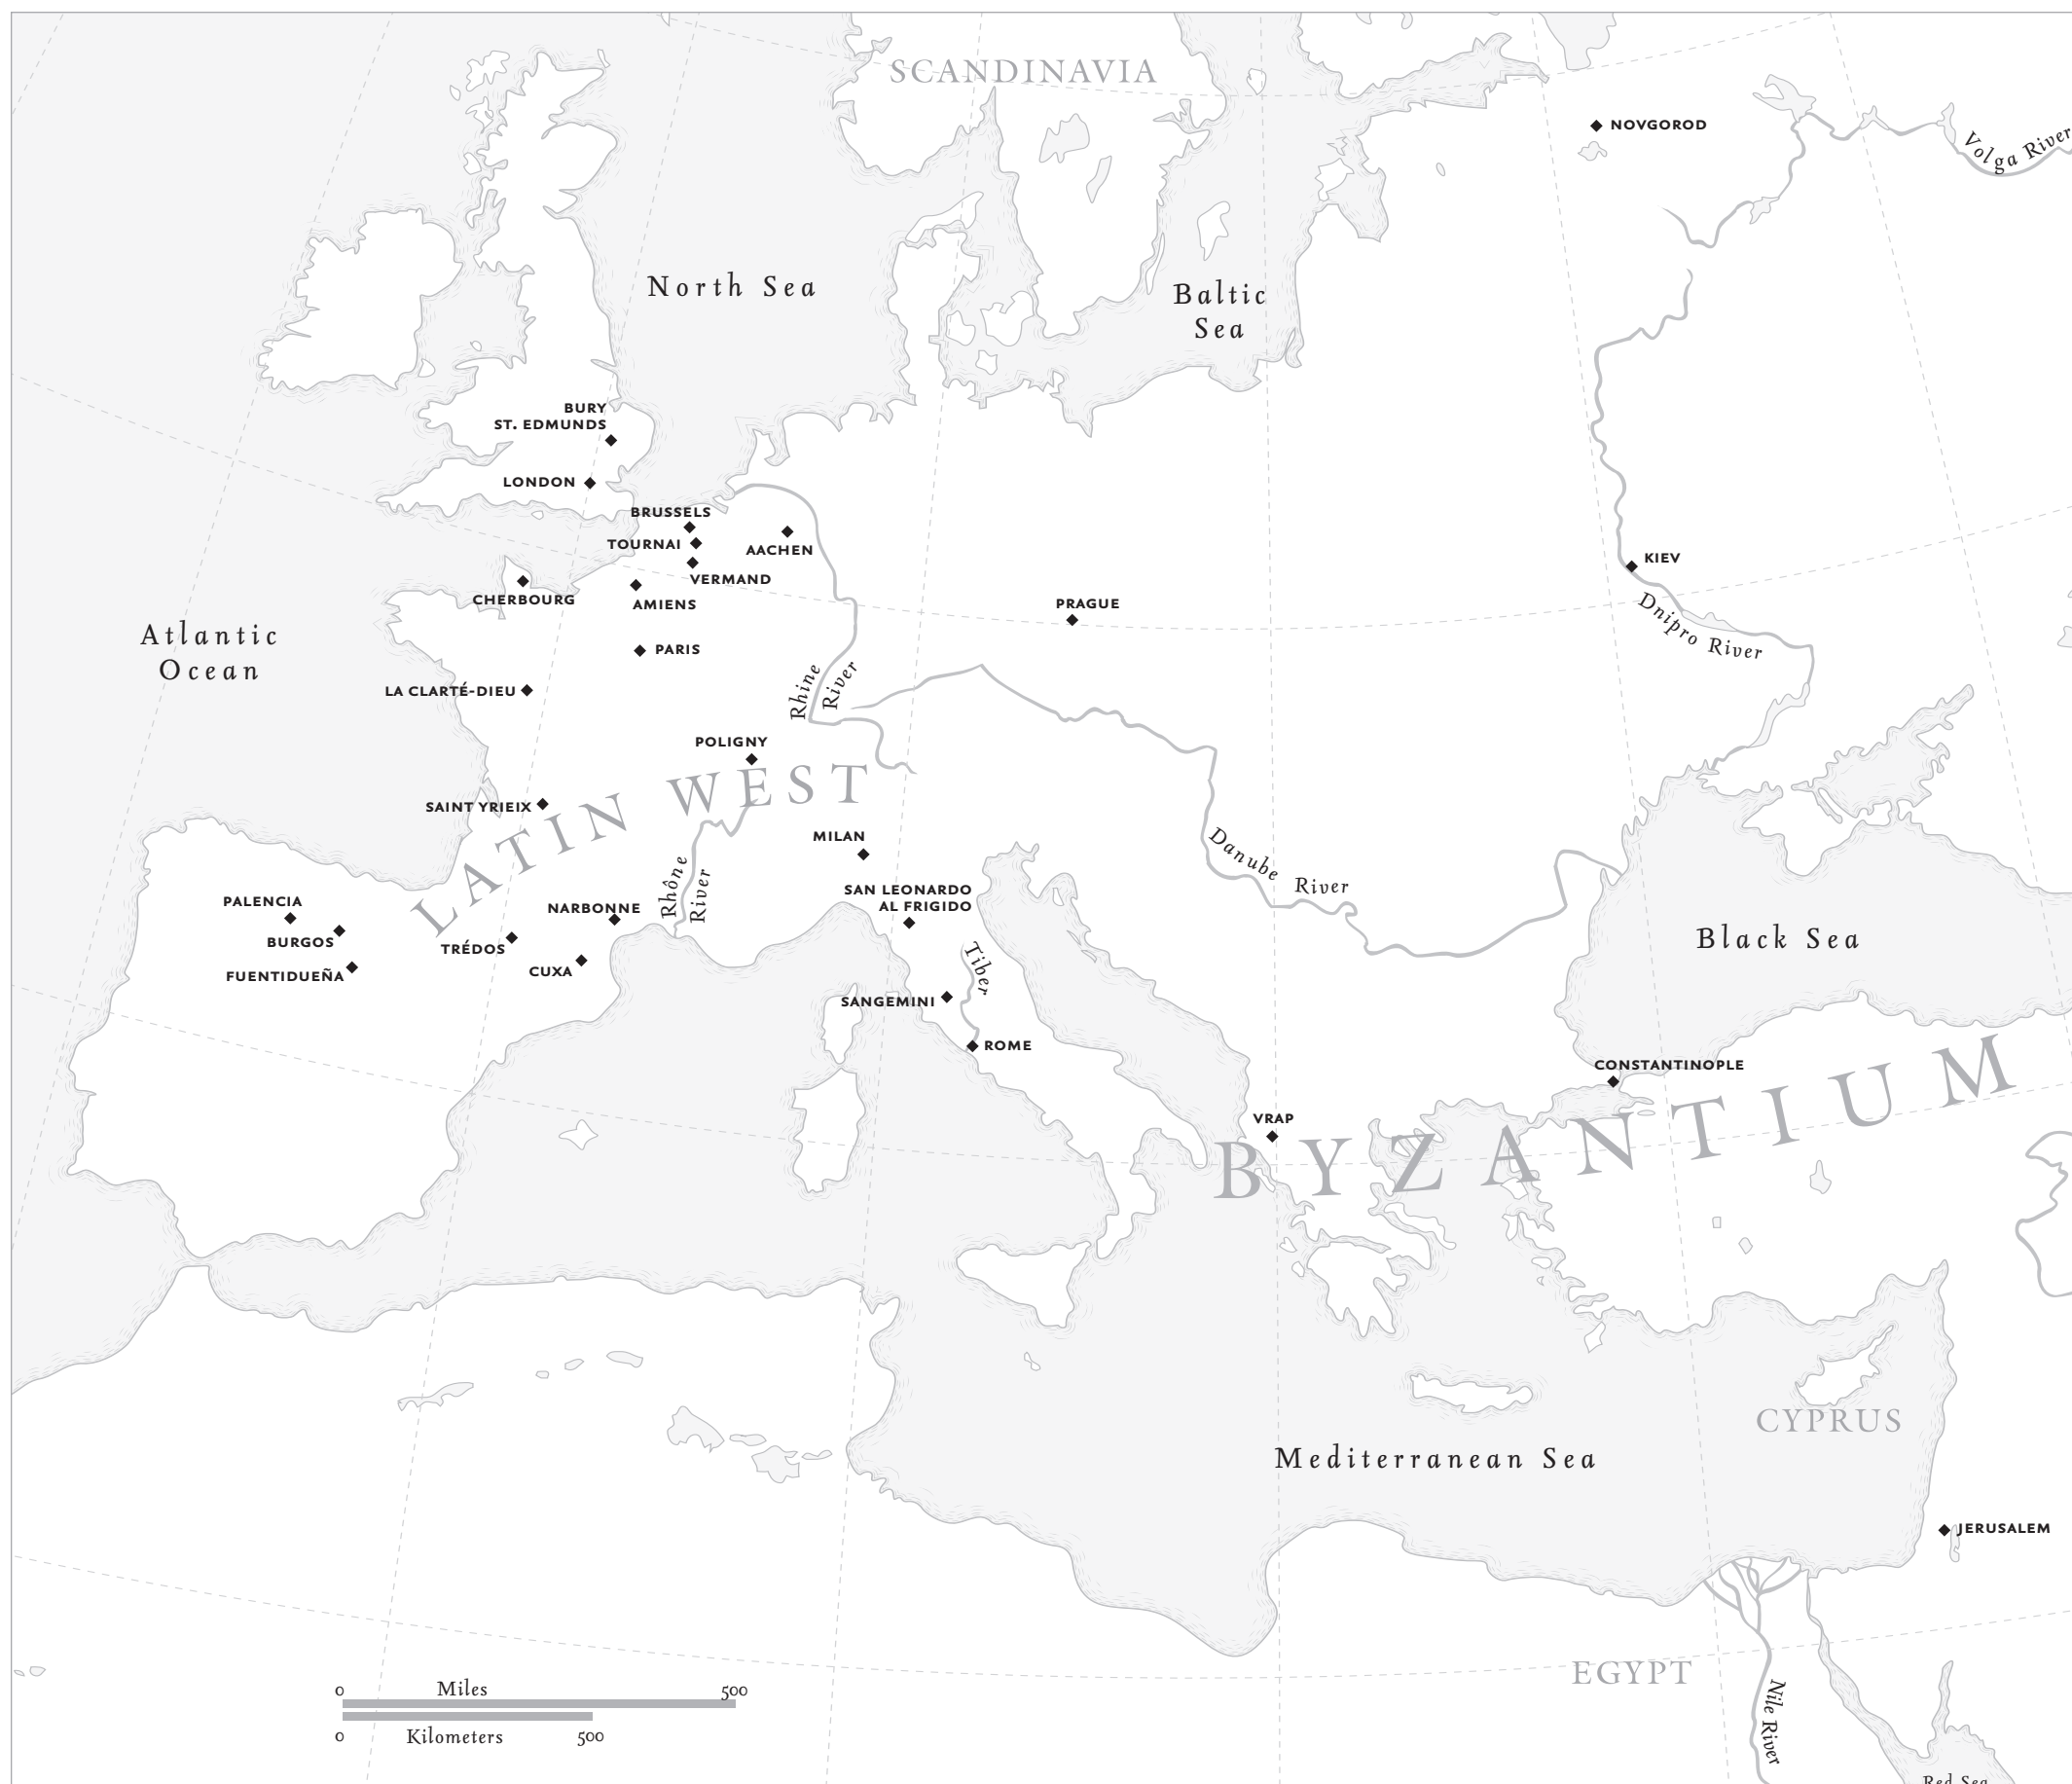 SCANDINAVIA
NOVGOROD
Volga River
North Sea
Baltic
Sea
BURY
ST. EDMUNDS
LONDON
BRUSSELS
TOURNAI
AACHEN
VERMAND
CHERBOURG
AMIENS
KIEV
Dnipro River
PRAGUE
Atlantic
Ocean
PARIS
Rhine
River
LA CLARTÉ-DIEU
POLIGNY
LATIN WEST
SAINT YRIEIX
MILAN
Danube River
Rhône
River
SAN LEONARDO
AL FRIGIDO
PALENCIA
NARBONNE
BURGOS
TRÉDOS
Black Sea
CUXA
FUENTIDUEÑA
Tiber
SANGEMINI
ROME
CONSTANTINOPLE
VRAP
BYZANTIUM
CYPRUS
Mediterranean Sea
JERUSALEM
EGYPT
Nile River
0 Miles 500
0 Kilometers 500
Red Sea